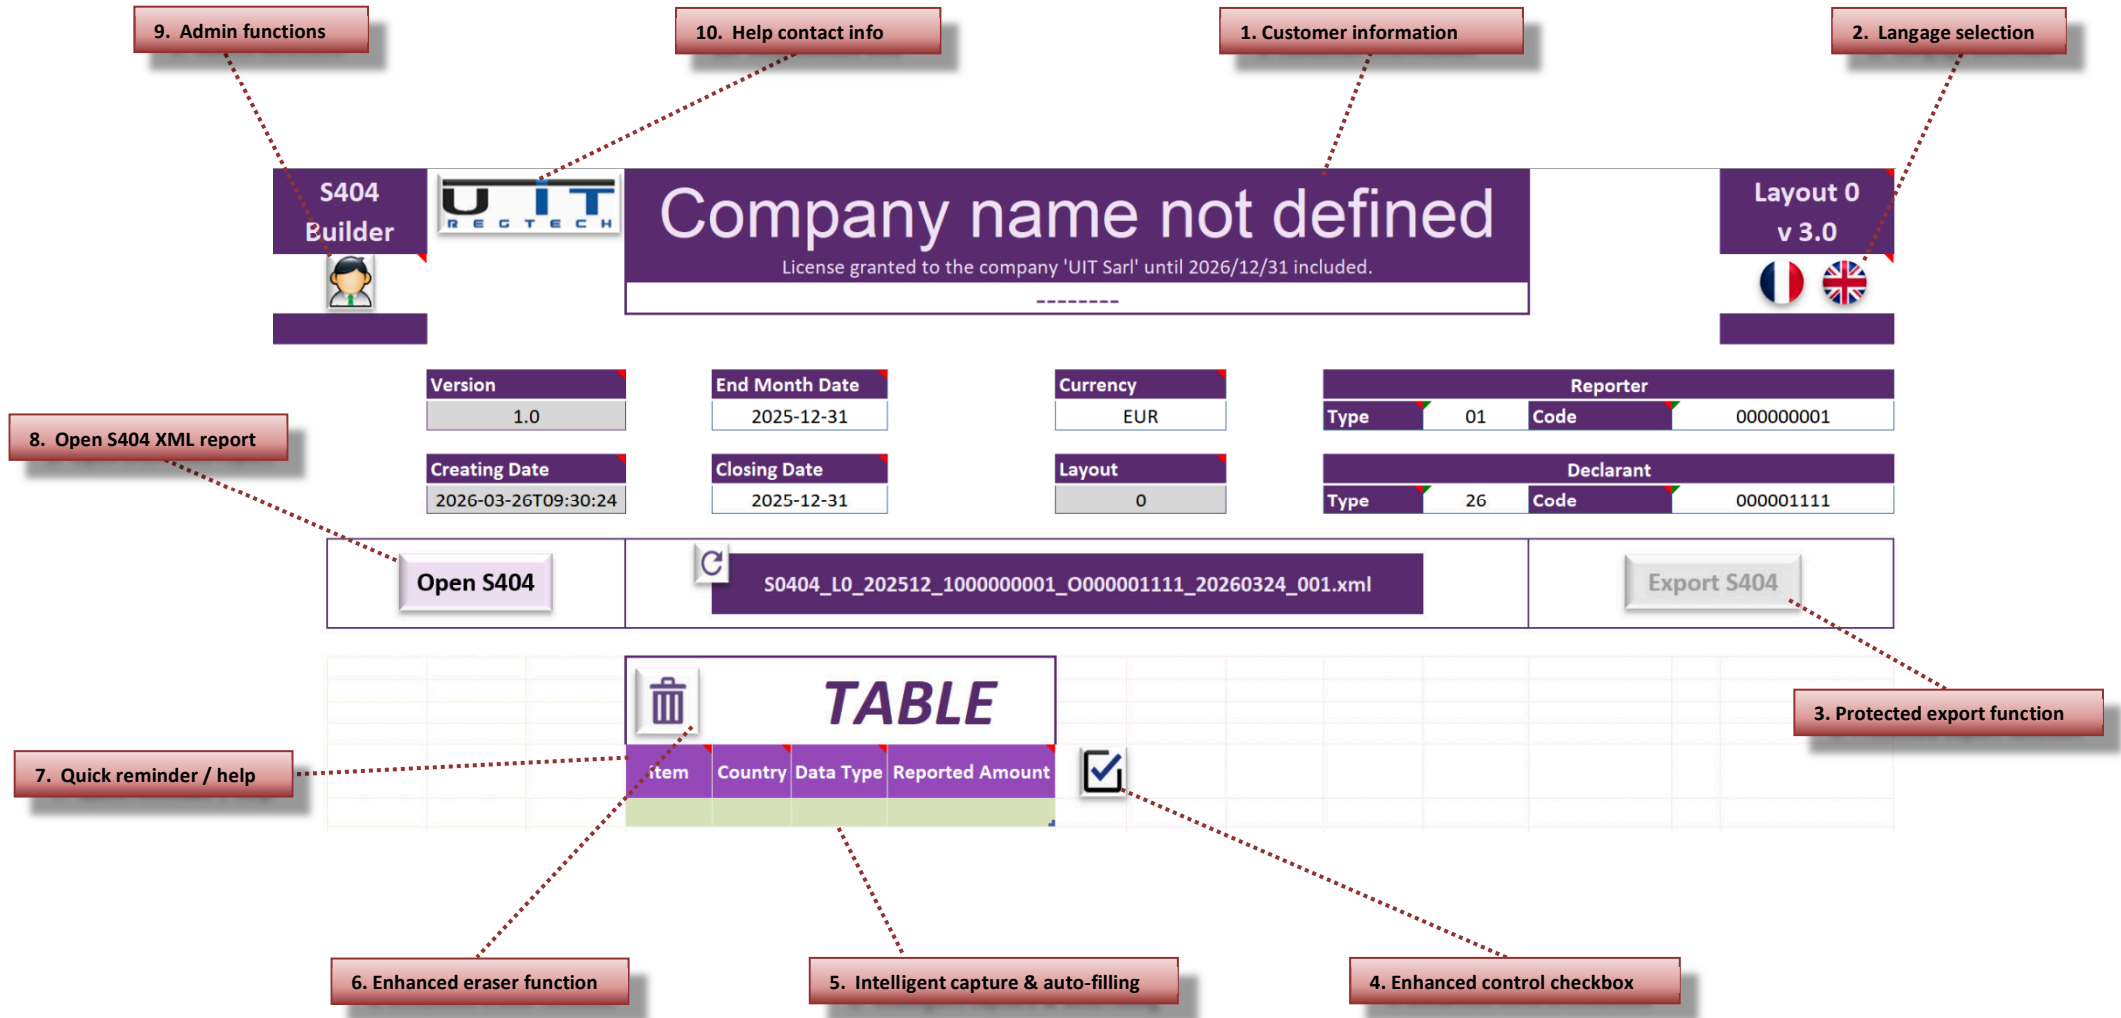 9. Admin functions
10. Help contact info
1. Customer information
2. Langage selection
S404
Builder
UIT
REGTECH
Company name not defined
License granted to the company 'UIT Sarl' until 2026/12/31 included.
--------
Layout 0
v 3.0
Version
End Month Date
Currency
Reporter
1.0
2025-12-31
EUR
Type 01 Code 000000001
8. Open S404 XML report
Creating Date
Closing Date
Layout
Declarant
2026-03-26T09:30:24
2025-12-31
0
Type 26 Code 000001111
Open S404
S0404_L0_202512_1000000001_O000001111_20260324_001.xml
Export S404
TABLE
3. Protected export function
7. Quick reminder / help
Item Country Data Type Reported Amount
6. Enhanced eraser function
5. Intelligent capture & auto-filling
4. Enhanced control checkbox